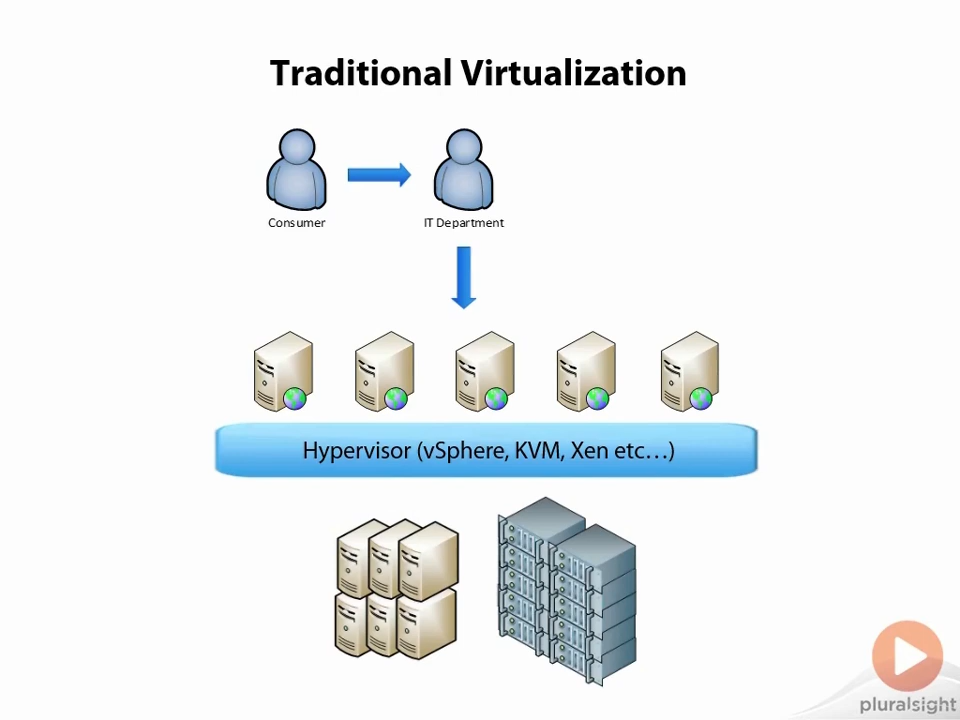 Traditional Virtualization
Consumer
IT Department
Hypervisor (vSphere, KVM, Xen etc…)
pluralsight